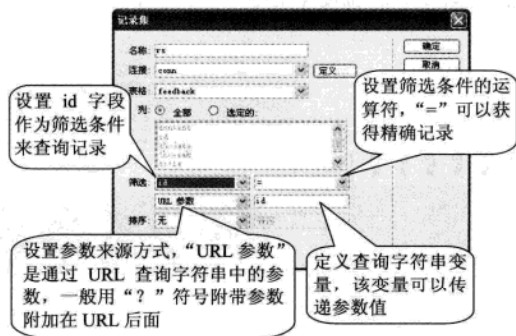 记录集
名称: rs
确定
连接: conn
定义...
取消
表格: feedback
设置 id 字段
作为筛选条件
来查询记录
设置筛选条件的运
算符，“=”可以获
得精确记录
列: 全部 选定的:
content
id
筛选: id =
URL 参数 id
排序: 无
设置参数来源方式，“URL 参数”
是通过 URL 查询字符串中的参
数，一般用“？”符号附带参数
附加在 URL 后面
定义查询字符串变
量，该变量可以传
递参数值